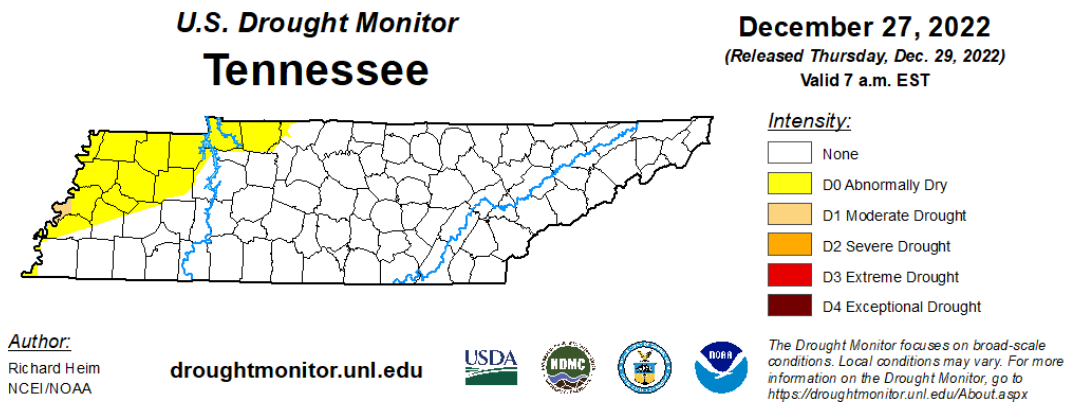 U.S. Drought Monitor
Tennessee
December 27, 2022
(Released Thursday, Dec. 29, 2022)
Valid 7 a.m. EST
Intensity:
None
D0 Abnormally Dry
D1 Moderate Drought
D2 Severe Drought
D3 Extreme Drought
D4 Exceptional Drought
Author:
Richard Heim
NCEI/NOAA
droughtmonitor.unl.edu
USDA
NDMC
NOAA
The Drought Monitor focuses on broad-scale
conditions. Local conditions may vary. For more
information on the Drought Monitor, go to
https://droughtmonitor.unl.edu/About.aspx